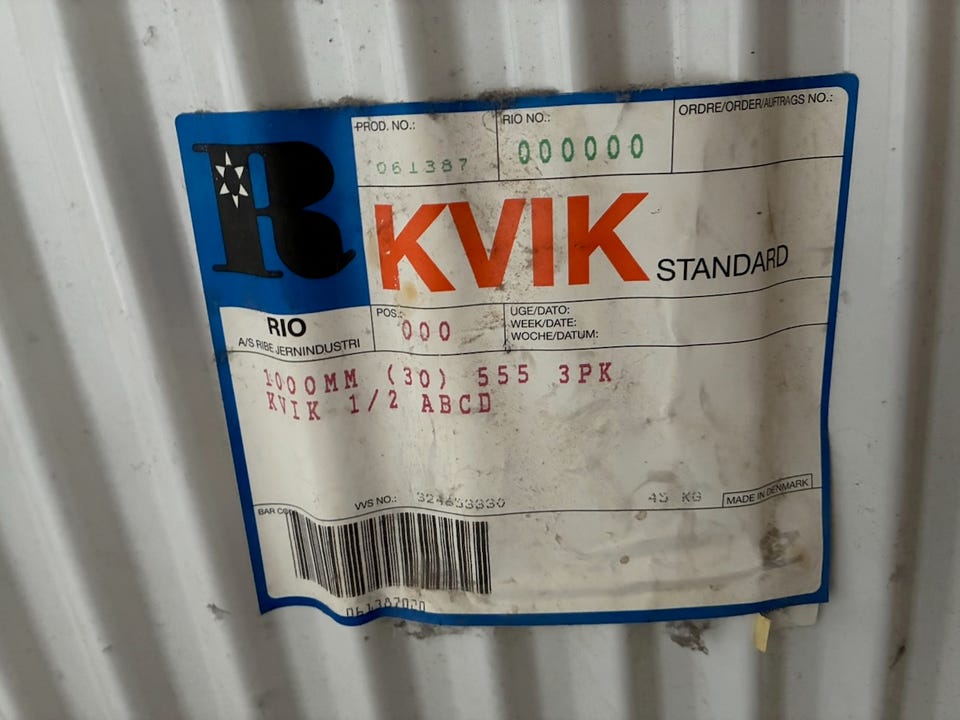 PROD. NO.:
061387
RIO NO.:
000000
ORDRE/ORDER/AUFTRAGS NO.:
R
KVIK STANDARD
RIO
A/S RIBE JERNINDUSTRI
POS.:
000
UGE/DATO:
WEEK/DATE:
WOCHE/DATUM:
1000MM (30) 555 3PK
KVIK 1/2 ABCD
VVS NO.:
45 KG
MADE IN DENMARK
BAR